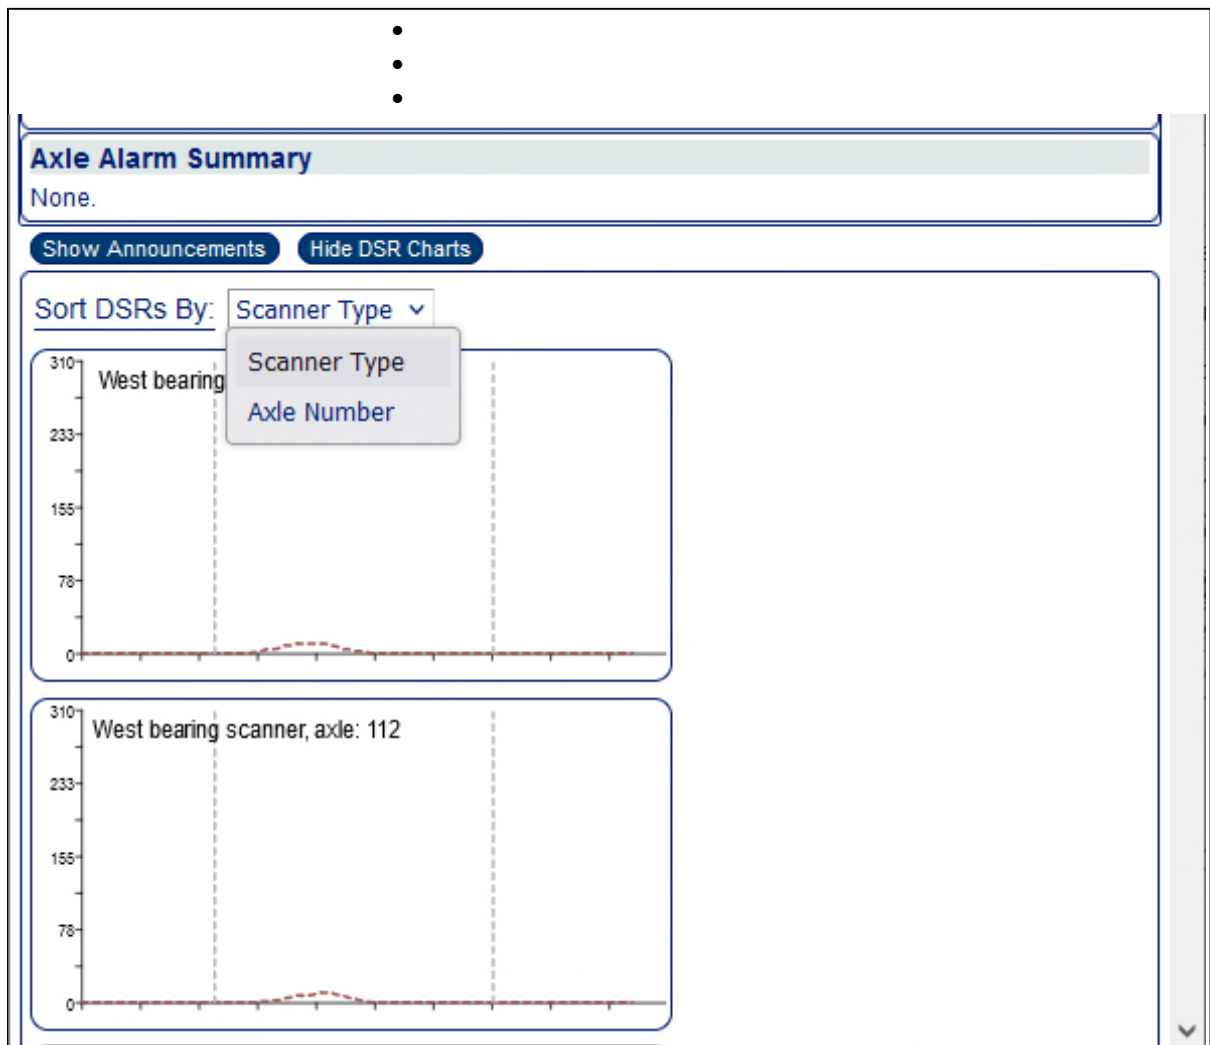 •
•
•
Axle Alarm Summary
None.
Show Announcements Hide DSR Charts
Sort DSRs By: Scanner Type
Scanner Type
Axle Number
310
West bearing
233
155
78
0
310
West bearing scanner, axle: 112
233
155
78
0